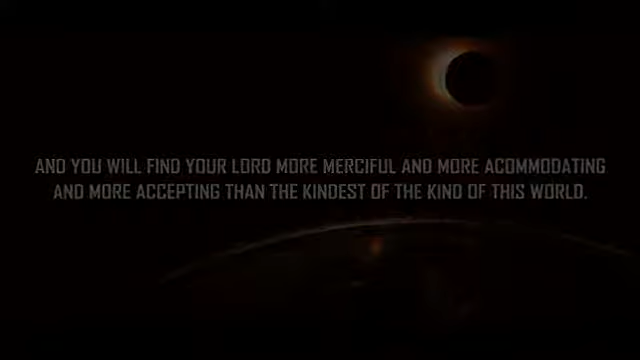 AND YOU WILL FIND YOUR LORD MORE MERCIFUL AND MORE ACOMMODATING
AND MORE ACCEPTING THAN THE KINDEST OF THE KIND OF THIS WORLD.